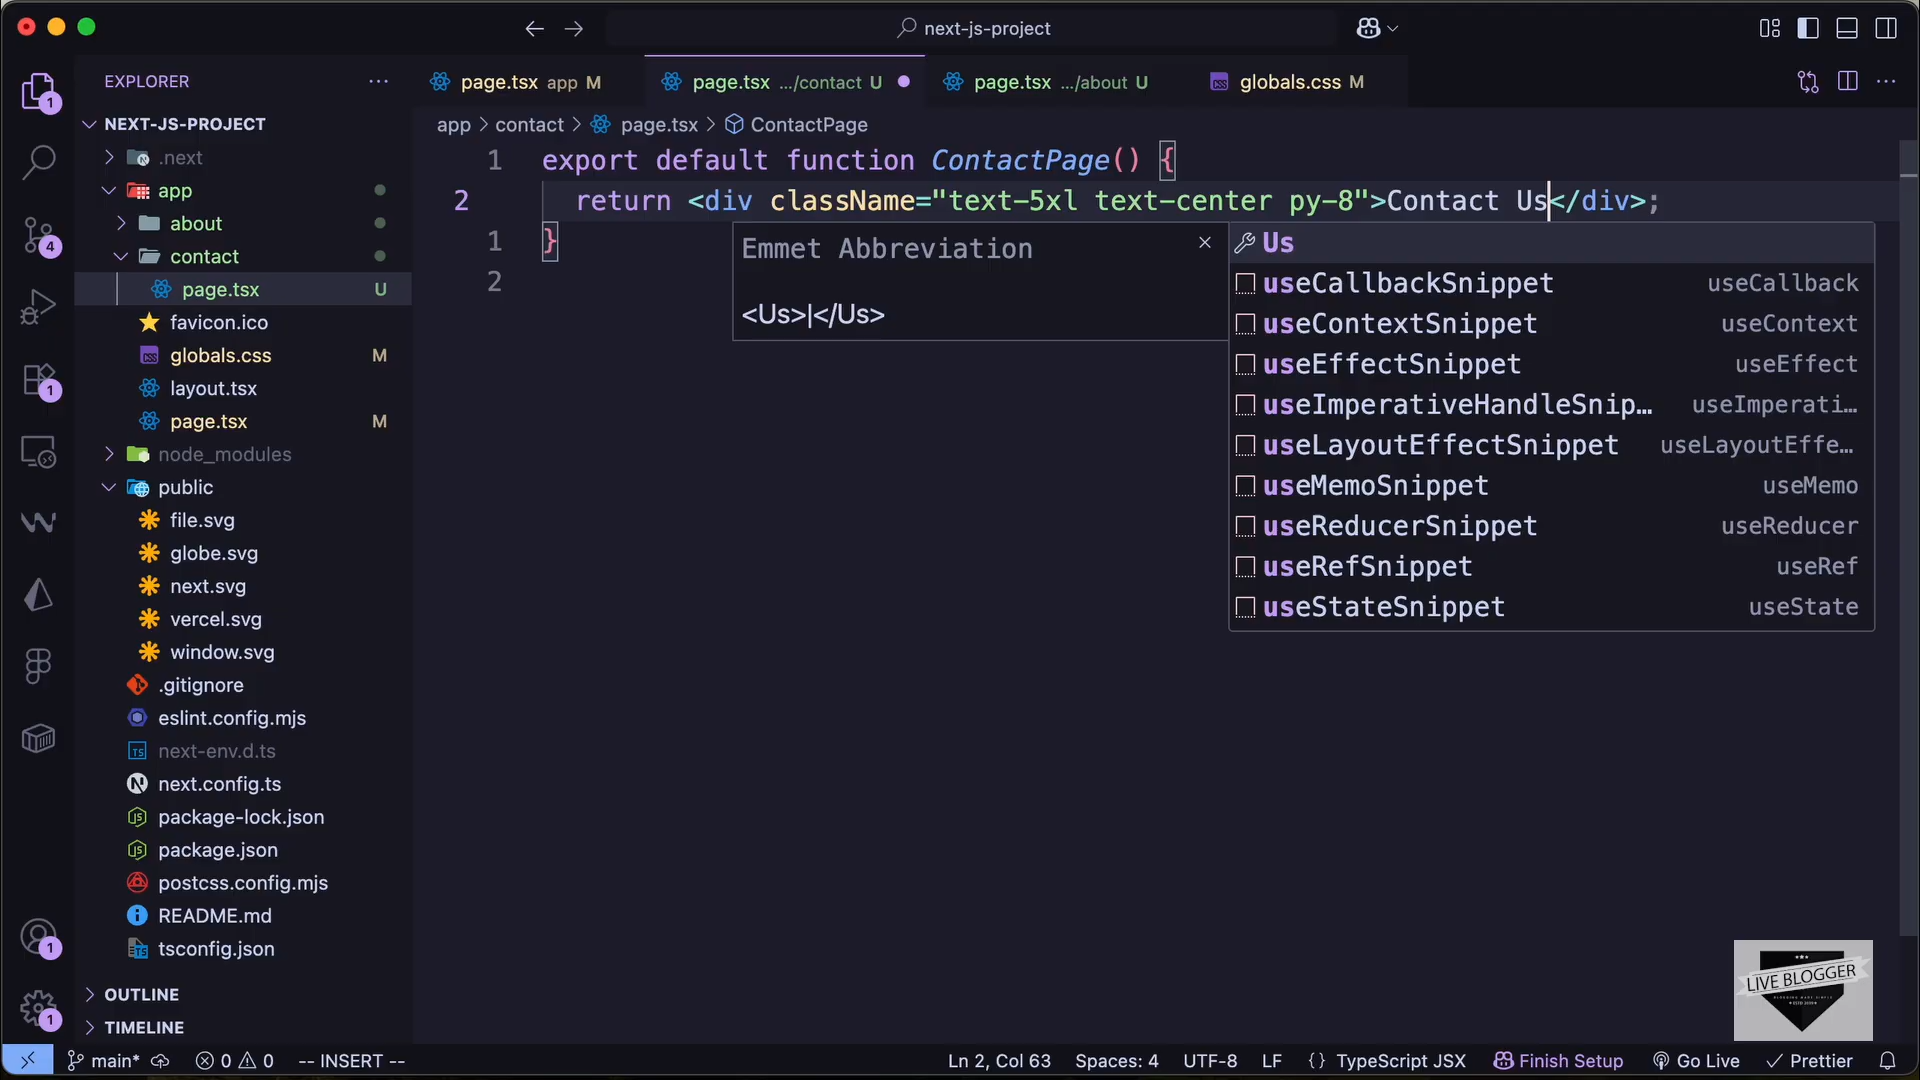 next-js-project
EXPLORER
page.tsx app M
page.tsx .../contact U
page.tsx .../about U
globals.css M
NEXT-JS-PROJECT
app > contact > page.tsx > ContactPage
.next
app
about
contact
page.tsx U
favicon.ico
globals.css M
layout.tsx
page.tsx M
node_modules
public
file.svg
globe.svg
next.svg
vercel.svg
window.svg
.gitignore
eslint.config.mjs
next-env.d.ts
next.config.ts
package-lock.json
package.json
postcss.config.mjs
README.md
tsconfig.json
OUTLINE
TIMELINE
1
4
1
1
1
1 export default function ContactPage() {
2 return <div className="text-5xl text-center py-8">Contact Us</div>;
1 }
2
Emmet Abbreviation
<Us>|</Us>
Us
useCallbackSnippet useCallback
useContextSnippet useContext
useEffectSnippet useEffect
useImperativeHandleSnip… useImperati…
useLayoutEffectSnippet useLayoutEffe…
useMemoSnippet useMemo
useReducerSnippet useReducer
useRefSnippet useRef
useStateSnippet useState
LIVE BLOGGER
main* 0 0 -- INSERT -- Ln 2, Col 63 Spaces: 4 UTF-8 LF {} TypeScript JSX Finish Setup Go Live Prettier